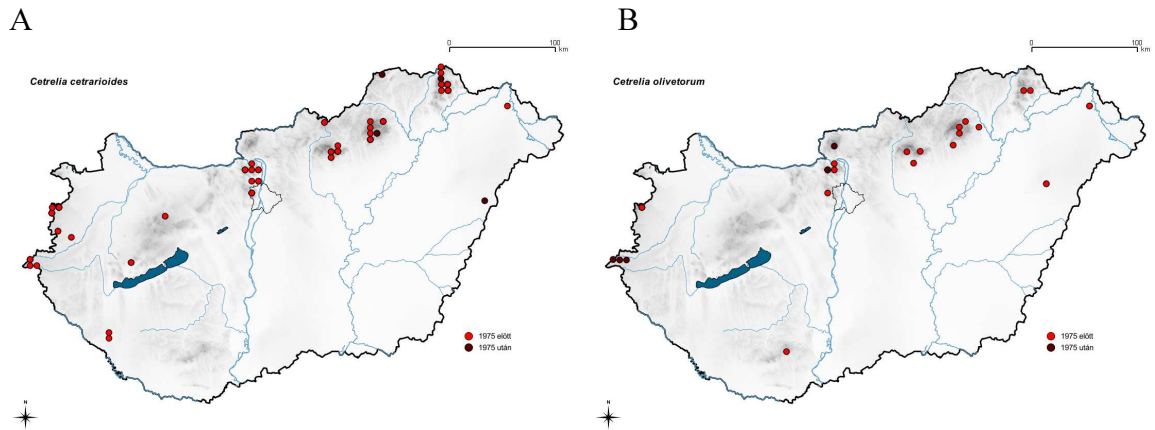 A
B
0 100
km
Cetrelia cetrarioides
1975 előtt
1975 után
N
0 100
km
Cetrelia olivetorum
1975 előtt
1975 után
N